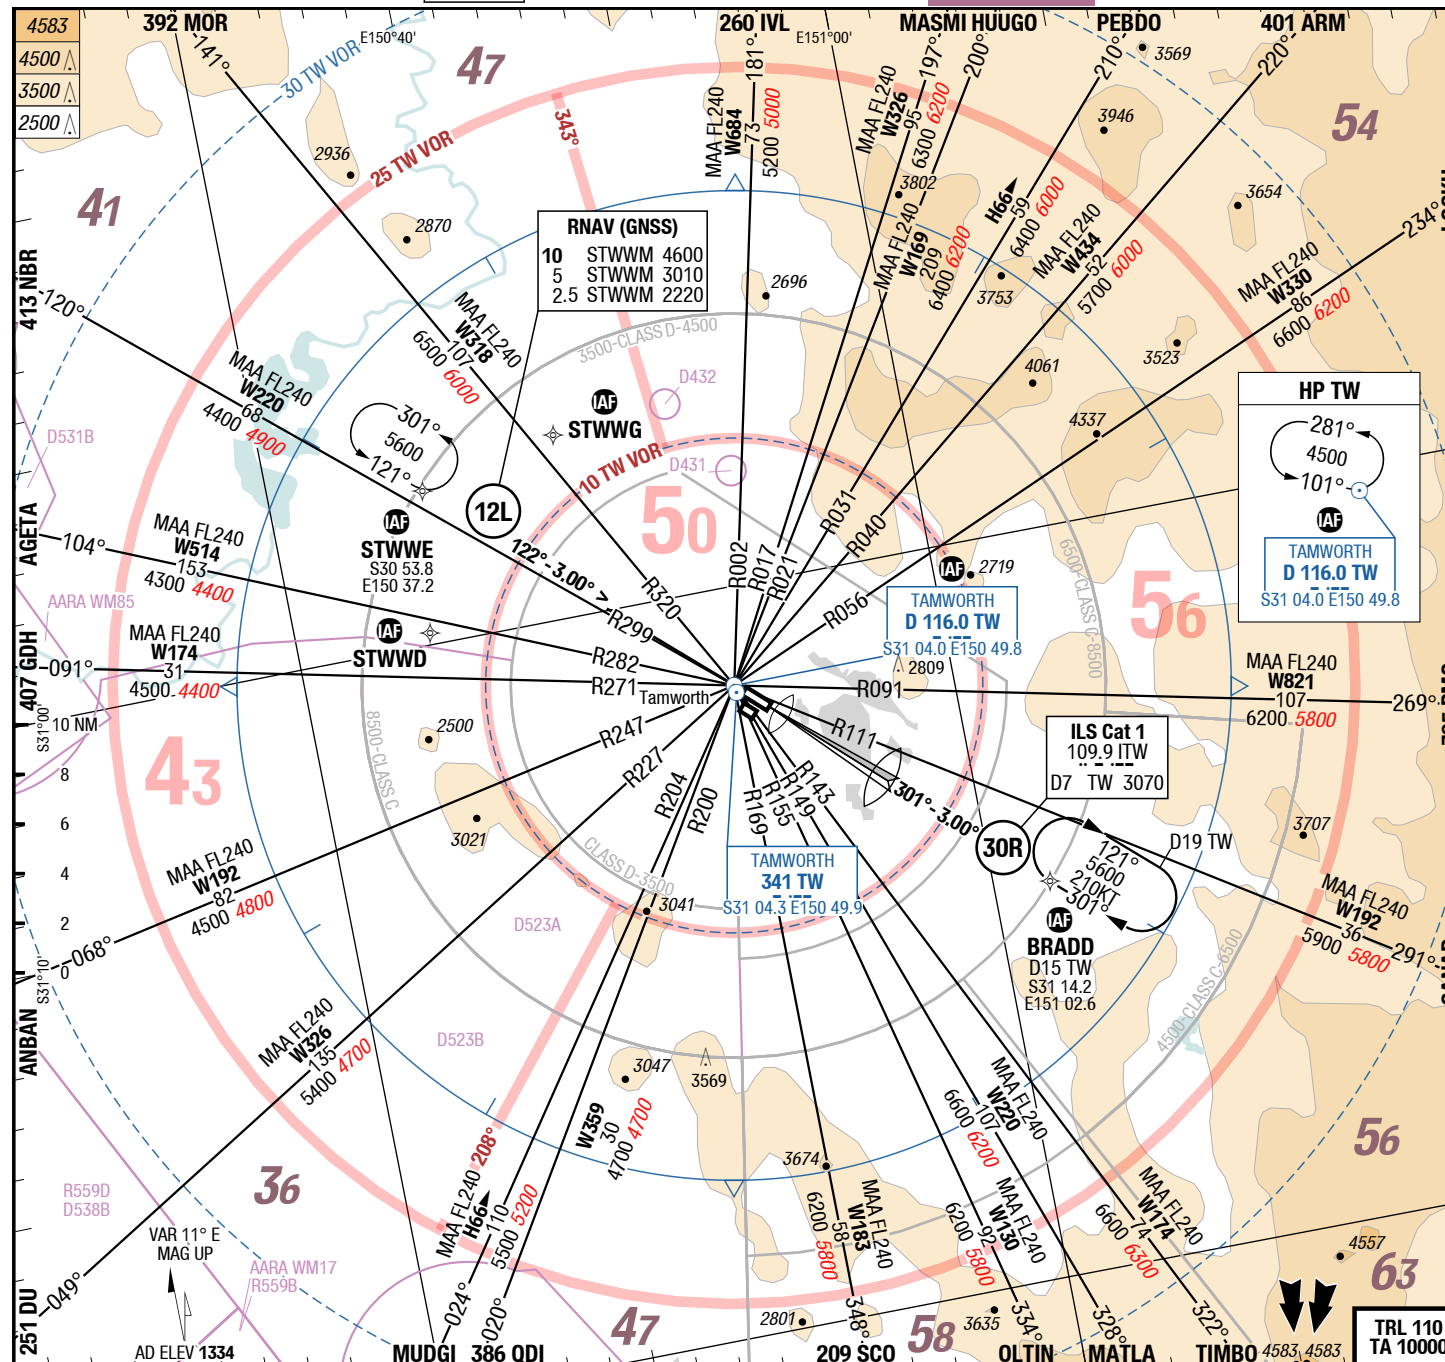 4583
4500
3500
2500
392 MOR
E150°40'
260 IVL
E151°00'
MASMI HUUGO
PEBDO
401 ARM
141°
30 TW VOR
47
181°
197°
200°
210°
220°
3569
54
3946
2936
25 TW VOR
343°
MAA FL240
W684
73
5200 5000
MAA FL240
W326
95
6300 6200
3802
H66
59
6400 6000
3654
41
2870
RNAV (GNSS)
10 STWWM 4600
5 STWWM 3010
2.5 STWWM 2220
MAA FL240
W169
209
6400 6200
MAA FL240
W434
52
5700 6000
234°
413 NBR
120°
2696
3753
MAA FL240
W330
86
6600 6200
MAA FL240
W318
107
6500 6000
3500-CLASS D-4500
3523
MAA FL240
W220
68
4400 4900
D432
4061
HP TW
281°
4500
101°
IAF
TAMWORTH
D 116.0 TW
S31 04.0 E150 49.8
301°
5600
121°
IAF
STWWG
4337
D531B
10 TW VOR
D431
AGETA
104°
12L
50
R031
R040
6500-CLASS C-8500
IAF
STWWE
S30 53.8
E150 37.2
MAA FL240
W514
153
4300 4400
122°-3.00° >
R002
R017
R021
IAF
2719
AARA WM85
R320
R056
TAMWORTH
D 116.0 TW
S31 04.0 E150 49.8
56
MAA FL240
W174
31
4500 4400
IAF
STWWD
R299
R282
R271
Tamworth
2809
R091
MAA FL240
W821
107
6200 5800
269°
407 GDH
091°
S31°00'
10 NM
8
6
4
2
0
S31°10'
8500-CLASS C
2500
43
R247
R227
R204
R200
R111
ILS Cat 1
109.9 ITW
D7 TW 3070
R143
R149
R155
R169
301°-3.00°
3021
3707
MAA FL240
W192
82
4500 4800
CLASS D-3500
TAMWORTH
341 TW
S31 04.3 E150 49.9
30R
121°
5600
210KT
301°
D19 TW
3041
IAF
BRADD
D15 TW
S31 14.2
E151 02.6
MAA FL240
W192
36
5900 5800
291°
D523A
068°
4500-CLASS C-6500
ANBAN
MAA FL240
W326
135
5400 4700
D523B
3047
3569
MAA FL240
W220
107
6600 6200
W359
30
4700 4700
208°
3674
56
36
R559D
D538B
MAA FL240
H66
110
5500 5200
MAA FL240
W183
58
6200 5800
MAA FL240
W130
92
6200 5800
MAA FL240
W174
74
6600 6300
VAR 11° E
MAG UP
AARA WM17
R559B
4557
63
251 DU
049°
024°
020°
47
2801
348°
58
3635
334°
328°
322°
TRL 110
TA 10000
AD ELEV 1334
MUDGI
386 QDI
209 SCO
OLTIN
MATLA
TIMBO
4583
4583